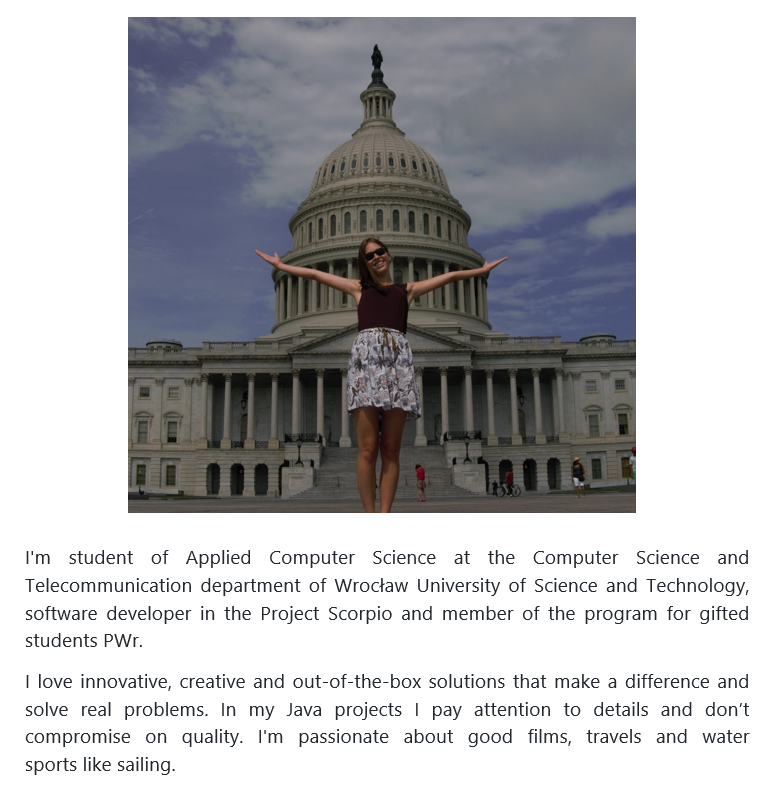 I'm student of Applied Computer Science at the Computer Science and
Telecommunication department of Wrocław University of Science and Technology,
software developer in the Project Scorpio and member of the program for gifted
students PWr.
I love innovative, creative and out-of-the-box solutions that make a difference and
solve real problems. In my Java projects I pay attention to details and don’t
compromise on quality. I'm passionate about good films, travels and water
sports like sailing.